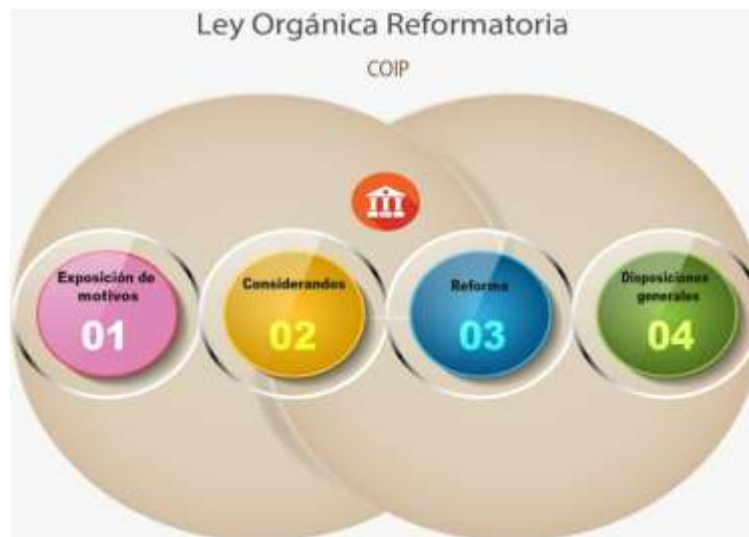 Ley Orgánica Reformatoria
COIP
Exposición de
motivos
01
Considerandos
02
Reforma
03
Disposiciones
generales
04